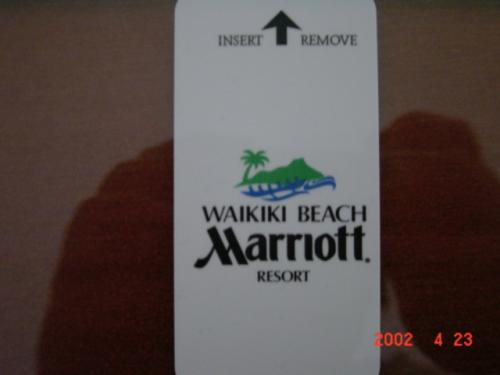 INSERT REMOVE
WAIKIKI BEACH
Marriott.
RESORT
2002 4 23